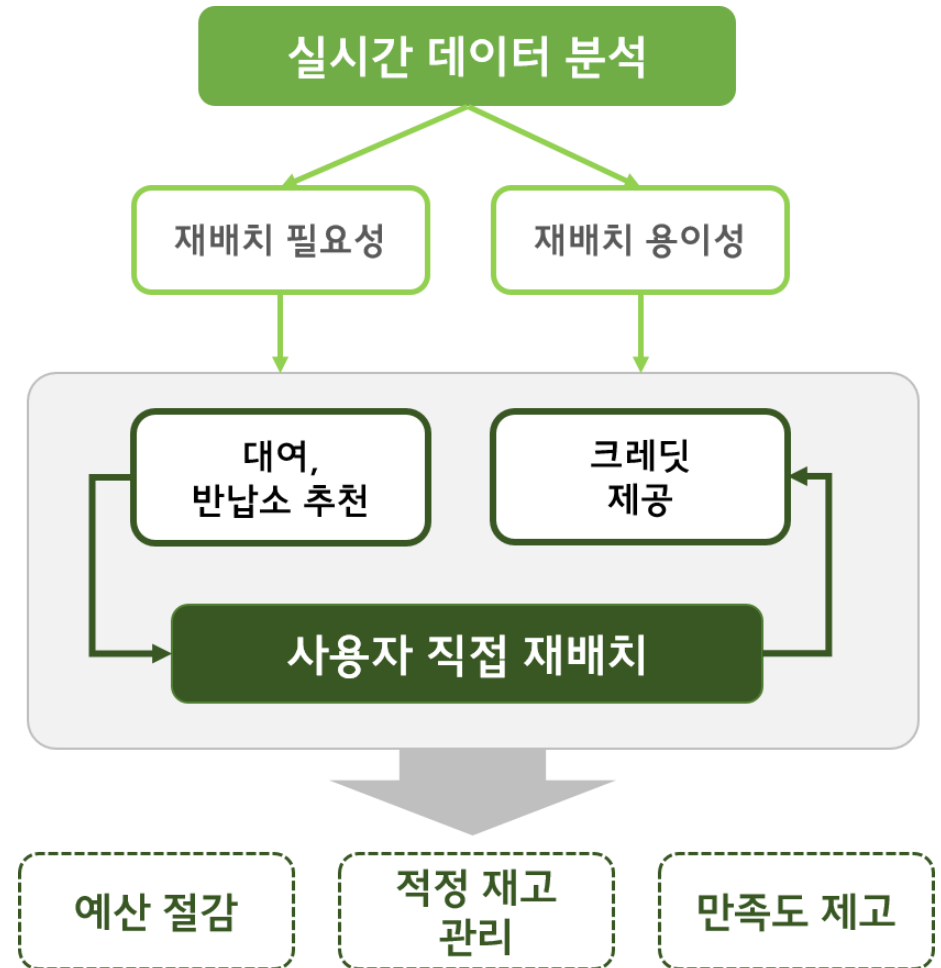 실시간 데이터 분석
재배치 필요성
재배치 용이성
대여,
반납소 추천
크레딧
제공
사용자 직접 재배치
예산 절감
적정 재고
관리
만족도 제고